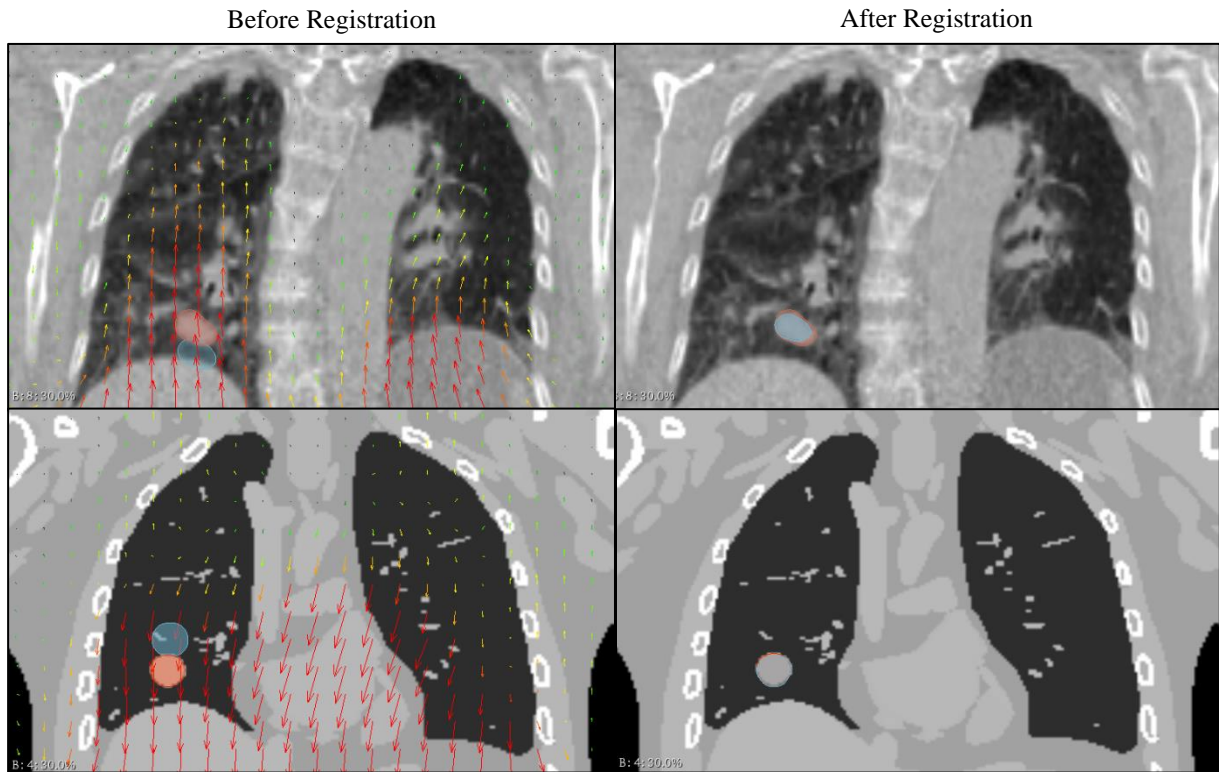 Before Registration
After Registration
B:8:30.0%
B:8:30.0%
B:4:30.0%
B:4:30.0%